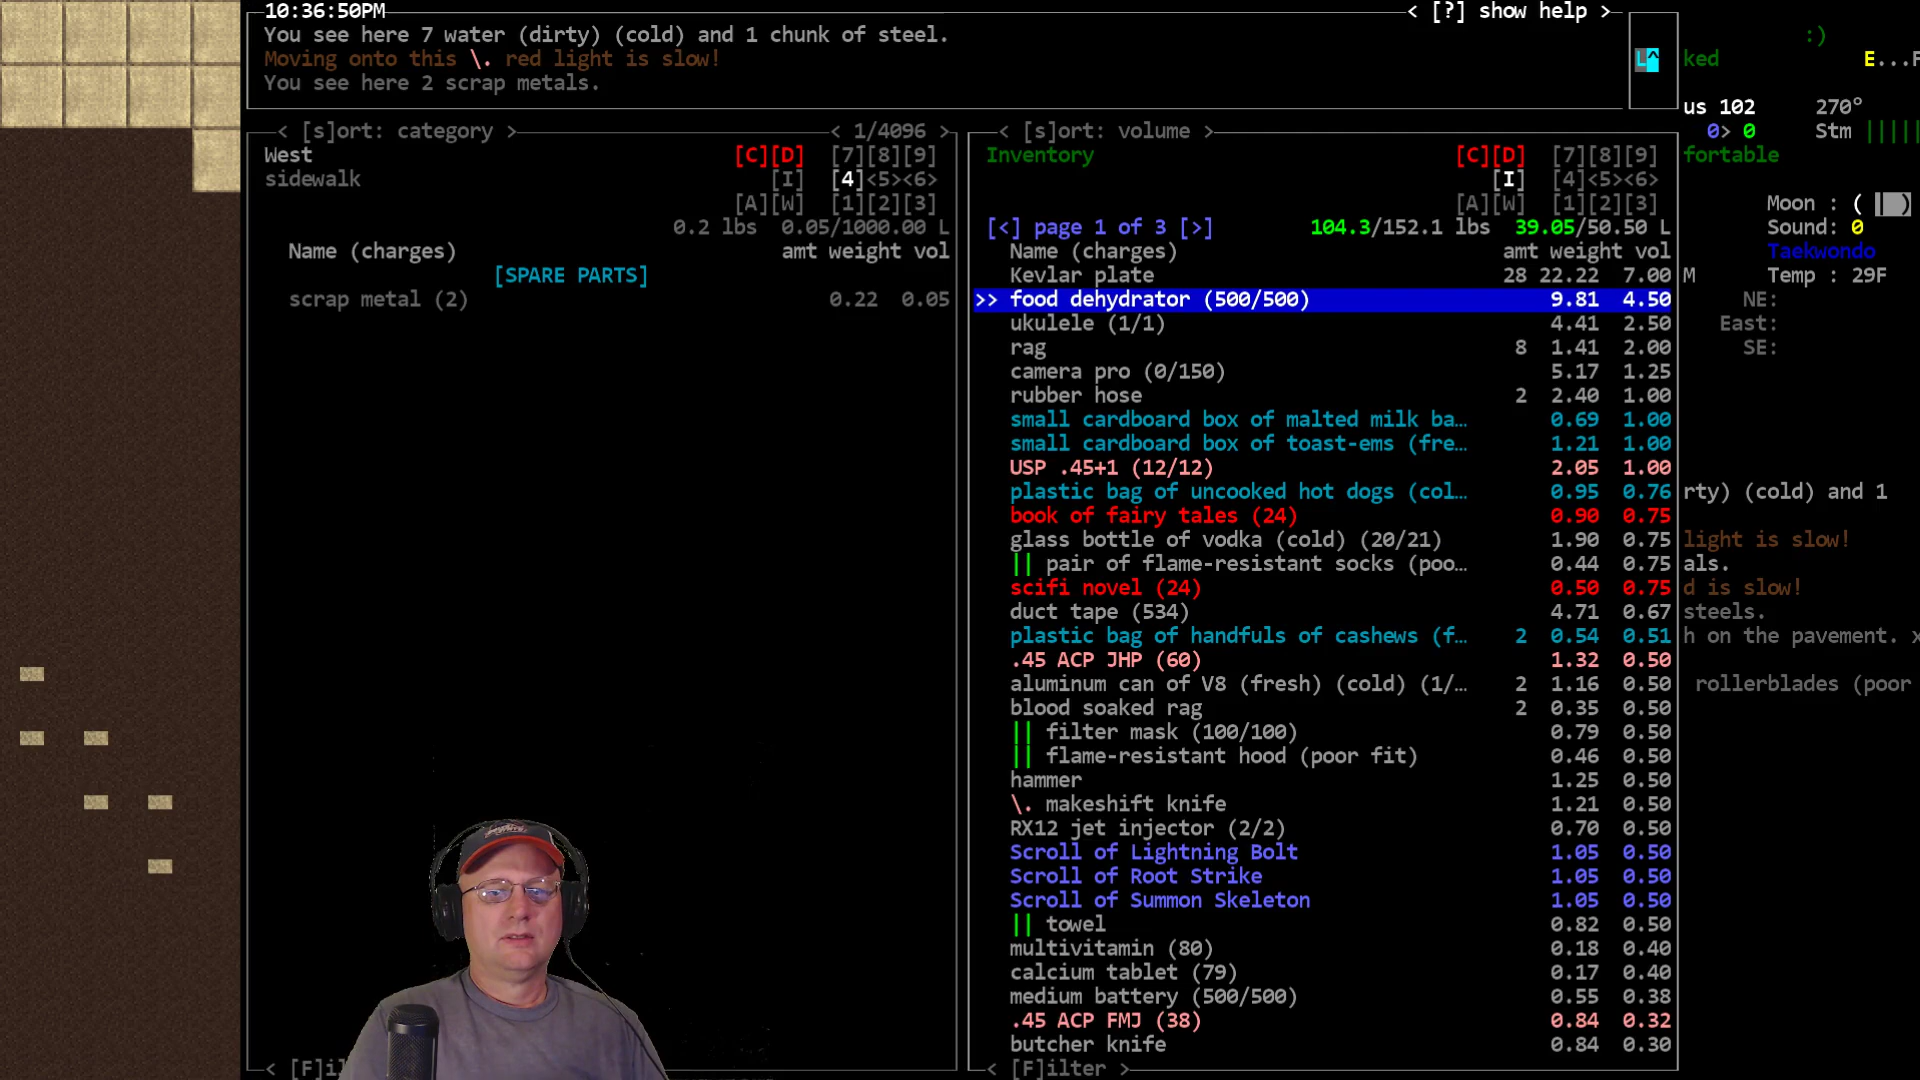 10:36:50PM
< [?] show help >
You see here 7 water (dirty) (cold) and 1 chunk of steel.
Moving onto this \. red light is slow!
You see here 2 scrap metals.
L^
ked
:)
E...F
us 102
270°
0> 0
Stm |||||
fortable
Moon : ( | )
Sound: 0
Taekwondo
M
Temp : 29F
NE:
East:
SE:
rty) (cold) and 1
light is slow!
als.
d is slow!
steels.
h on the pavement. x
rollerblades (poor
< [s]ort: category >
< 1/4096 >
West
[C][D] [7][8][9]
sidewalk
[I] [4]<5><6>
[A][W] [1][2][3]
0.2 lbs 0.05/1000.00 L
Name (charges) amt weight vol
[SPARE PARTS]
scrap metal (2) 0.22 0.05
< [F]il
< [s]ort: volume >
Inventory
[C][D] [7][8][9]
[I] [4]<5><6>
[A][W] [1][2][3]
[<] page 1 of 3 [>] 104.3/152.1 lbs 39.05/50.50 L
Name (charges) amt weight vol
Kevlar plate 28 22.22 7.00
>> food dehydrator (500/500) 9.81 4.50
ukulele (1/1) 4.41 2.50
rag 8 1.41 2.00
camera pro (0/150) 5.17 1.25
rubber hose 2 2.40 1.00
small cardboard box of malted milk ba… 0.69 1.00
small cardboard box of toast-ems (fre… 1.21 1.00
USP .45+1 (12/12) 2.05 1.00
plastic bag of uncooked hot dogs (col… 0.95 0.76
book of fairy tales (24) 0.90 0.75
glass bottle of vodka (cold) (20/21) 1.90 0.75
|| pair of flame-resistant socks (poo… 0.44 0.75
scifi novel (24) 0.50 0.75
duct tape (534) 4.71 0.67
plastic bag of handfuls of cashews (f… 2 0.54 0.51
.45 ACP JHP (60) 1.32 0.50
aluminum can of V8 (fresh) (cold) (1/… 2 1.16 0.50
blood soaked rag 2 0.35 0.50
|| filter mask (100/100) 0.79 0.50
|| flame-resistant hood (poor fit) 0.46 0.50
hammer 1.25 0.50
\. makeshift knife 1.21 0.50
RX12 jet injector (2/2) 0.70 0.50
Scroll of Lightning Bolt 1.05 0.50
Scroll of Root Strike 1.05 0.50
Scroll of Summon Skeleton 1.05 0.50
|| towel 0.82 0.50
multivitamin (80) 0.18 0.40
calcium tablet (79) 0.17 0.40
medium battery (500/500) 0.55 0.38
.45 ACP FMJ (38) 0.84 0.32
butcher knife 0.84 0.30
< [F]ilter >